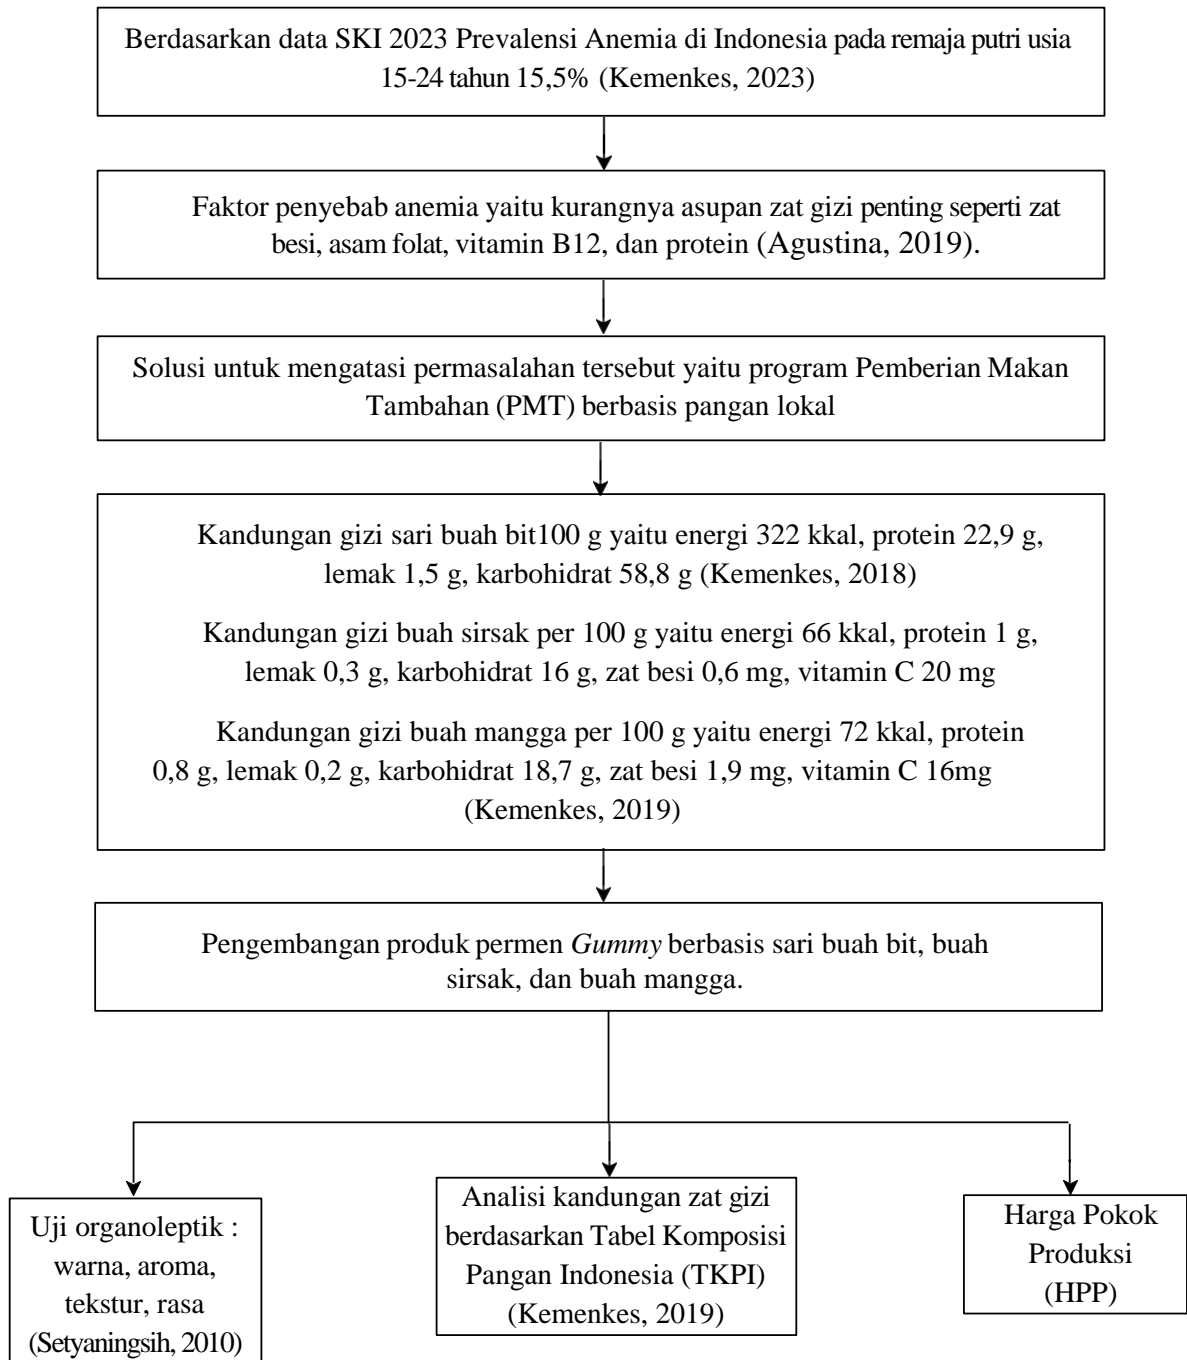 Berdasarkan data SKI 2023 Prevalensi Anemia di Indonesia pada remaja putri usia
15-24 tahun 15,5% (Kemenkes, 2023)
Faktor penyebab anemia yaitu kurangnya asupan zat gizi penting seperti zat
besi, asam folat, vitamin B12, dan protein (Agustina, 2019).
Solusi untuk mengatasi permasalahan tersebut yaitu program Pemberian Makan
Tambahan (PMT) berbasis pangan lokal
Kandungan gizi sari buah bit100 g yaitu energi 322 kkal, protein 22,9 g,
lemak 1,5 g, karbohidrat 58,8 g (Kemenkes, 2018)
Kandungan gizi buah sirsak per 100 g yaitu energi 66 kkal, protein 1 g,
lemak 0,3 g, karbohidrat 16 g, zat besi 0,6 mg, vitamin C 20 mg
Kandungan gizi buah mangga per 100 g yaitu energi 72 kkal, protein
0,8 g, lemak 0,2 g, karbohidrat 18,7 g, zat besi 1,9 mg, vitamin C 16mg
(Kemenkes, 2019)
Pengembangan produk permen Gummy berbasis sari buah bit, buah
sirsak, dan buah mangga.
Uji organoleptik :
warna, aroma,
tekstur, rasa
(Setyaningsih, 2010)
Analisi kandungan zat gizi
berdasarkan Tabel Komposisi
Pangan Indonesia (TKPI)
(Kemenkes, 2019)
Harga Pokok
Produksi
(HPP)